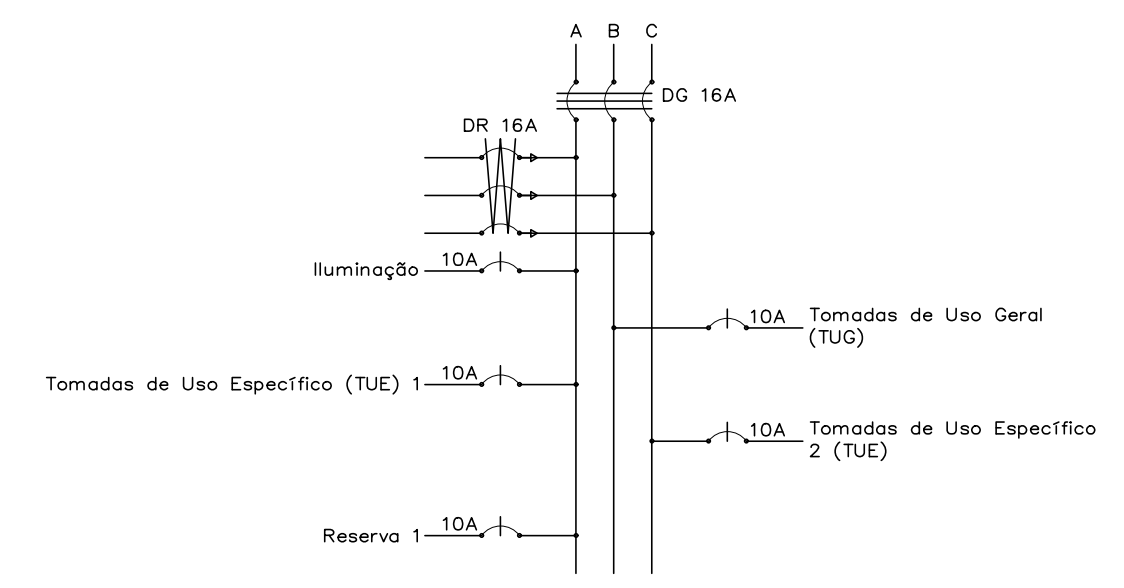 A B C
DG 16A
DR 16A
Iluminação 10A
10A Tomadas de Uso Geral
(TUG)
Tomadas de Uso Específico (TUE) 1 10A
10A Tomadas de Uso Específico
2 (TUE)
Reserva 1 10A